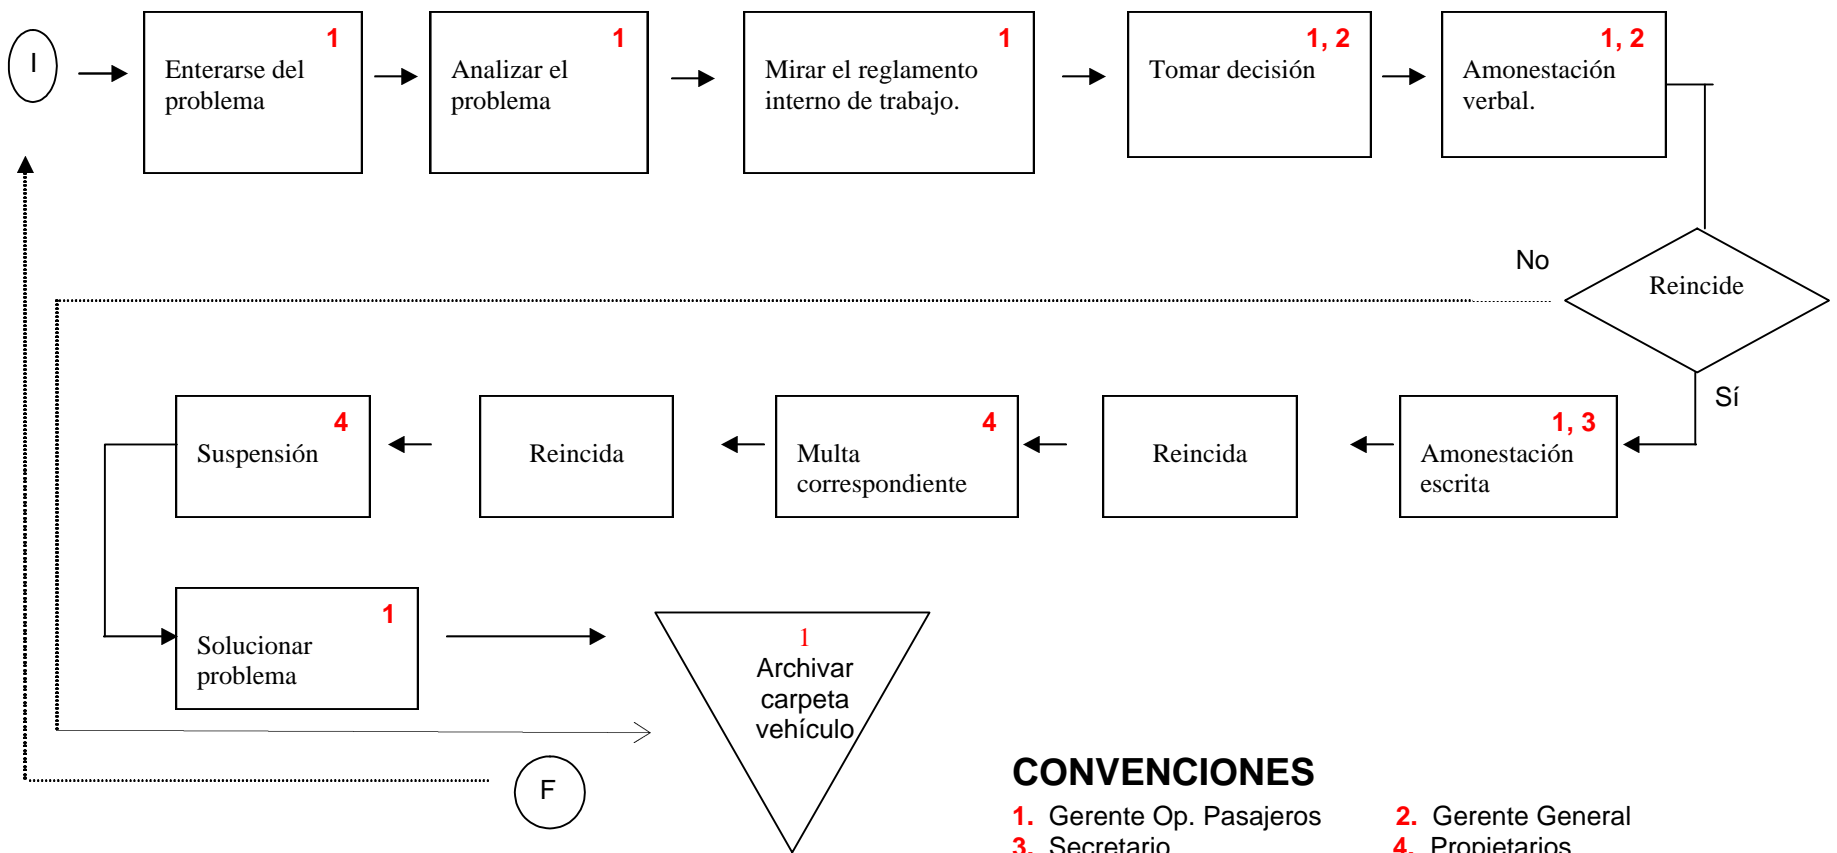 I
1
Enterarse del
problema
1
Analizar el
problema
1
Mirar el reglamento
interno de trabajo.
1, 2
Tomar decisión
1, 2
Amonestación
verbal.
No
Reincide
Sí
4
Suspensión
Reincida
4
Multa
correspondiente
Reincida
1, 3
Amonestación
escrita
1
Solucionar
problema
1
Archivar
carpeta
vehículo
F
CONVENCIONES
1. Gerente Op. Pasajeros 2. Gerente General
3. Secretario 4. Propietarios